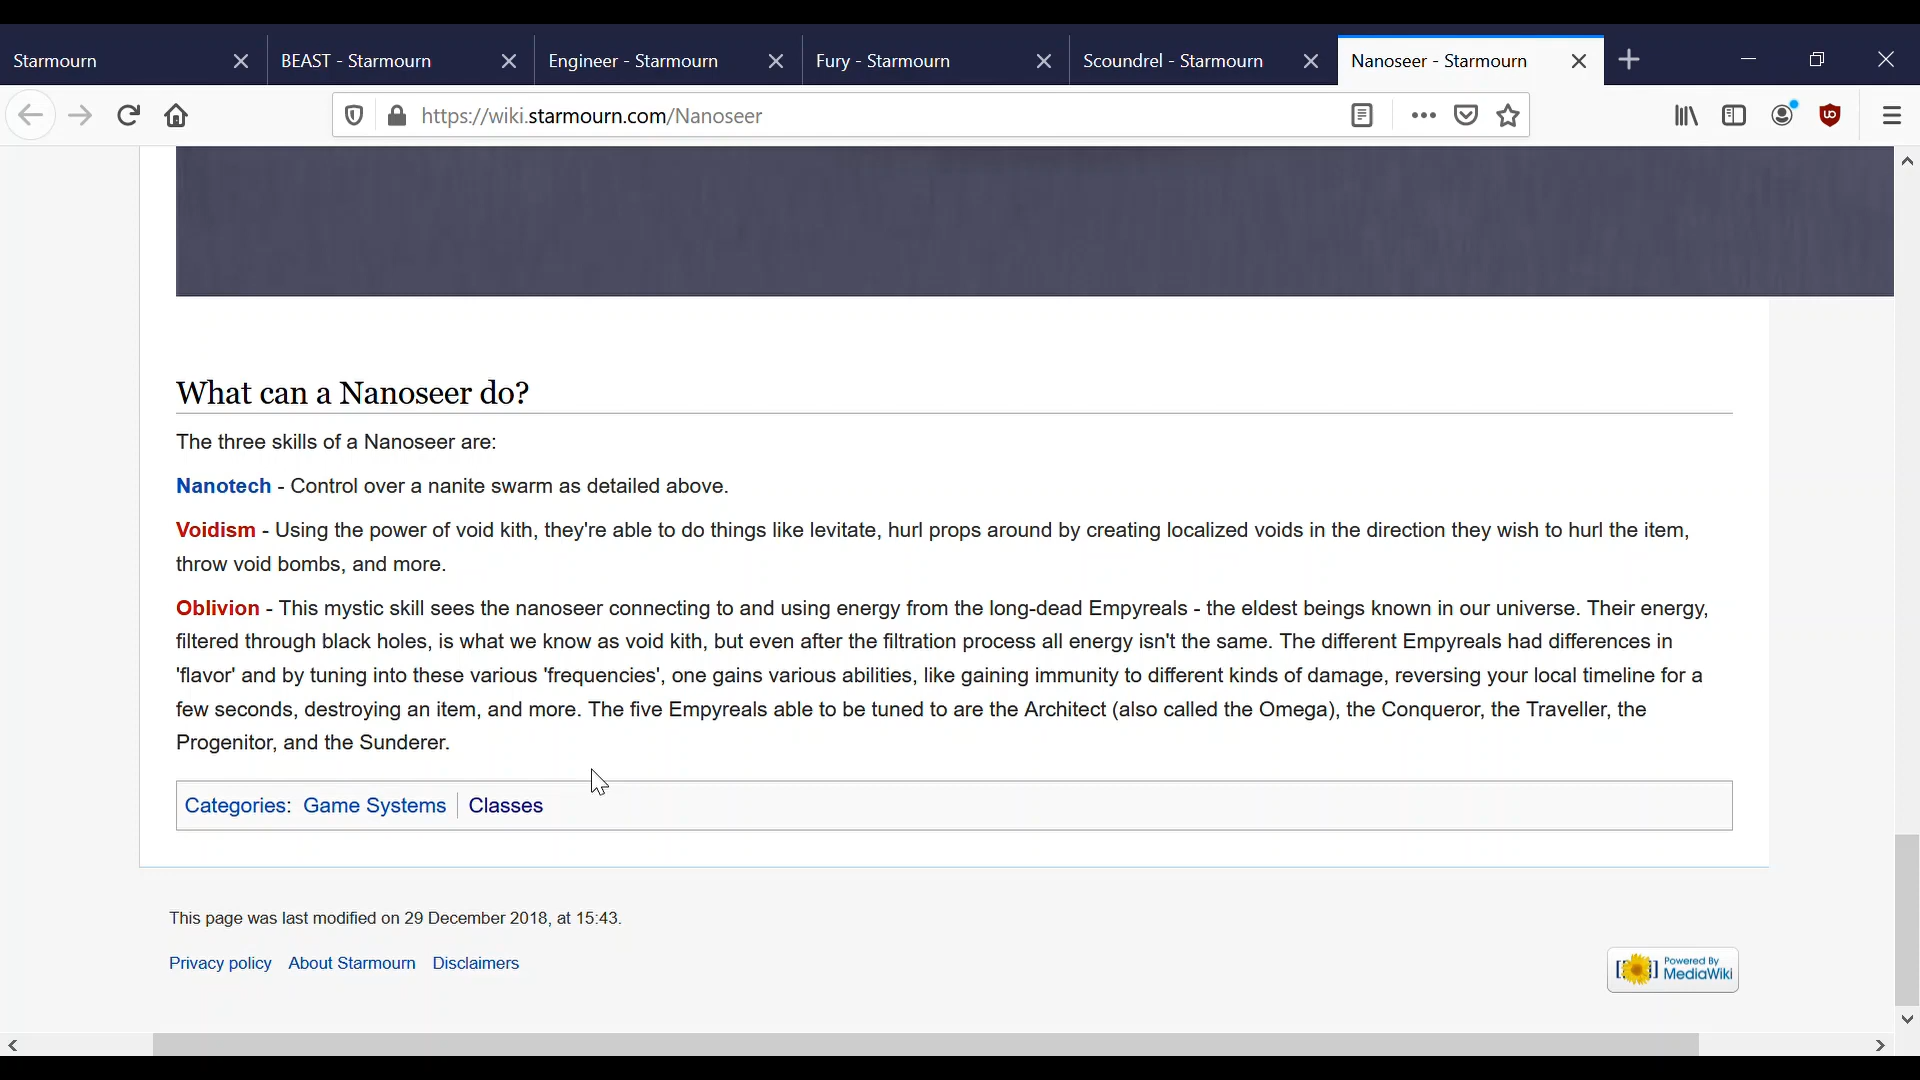 Starmourn
BEAST - Starmourn
Engineer - Starmourn
Fury - Starmourn
Scoundrel - Starmourn
Nanoseer - Starmourn
https://wiki.starmourn.com/Nanoseer
What can a Nanoseer do?
The three skills of a Nanoseer are:
Nanotech - Control over a nanite swarm as detailed above.
Voidism - Using the power of void kith, they're able to do things like levitate, hurl props around by creating localized voids in the direction they wish to hurl the item,
throw void bombs, and more.
Oblivion - This mystic skill sees the nanoseer connecting to and using energy from the long-dead Empyreals - the eldest beings known in our universe. Their energy,
filtered through black holes, is what we know as void kith, but even after the filtration process all energy isn't the same. The different Empyreals had differences in
'flavor' and by tuning into these various 'frequencies', one gains various abilities, like gaining immunity to different kinds of damage, reversing your local timeline for a
few seconds, destroying an item, and more. The five Empyreals able to be tuned to are the Architect (also called the Omega), the Conqueror, the Traveller, the
Progenitor, and the Sunderer.
Categories: Game Systems Classes
This page was last modified on 29 December 2018, at 15:43.
Privacy policy About Starmourn Disclaimers
Powered By
MediaWiki